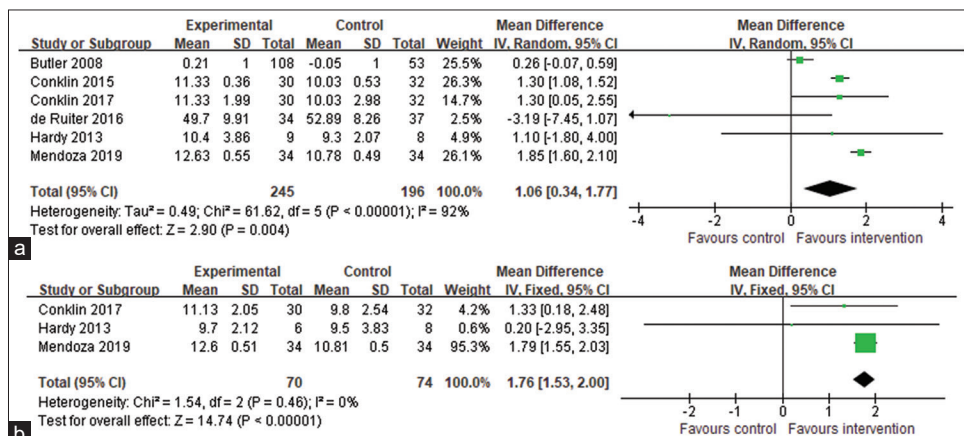 a
Experimental Control Mean Difference Mean Difference
Study or Subgroup Mean SD Total Mean SD Total Weight IV, Random, 95% CI IV, Random, 95% CI
Butler 2008 0.21 1 108 -0.05 1 53 25.5% 0.26 [-0.07, 0.59]
Conklin 2015 11.33 0.36 30 10.03 0.53 32 26.3% 1.30 [1.08, 1.52]
Conklin 2017 11.33 1.99 30 10.03 2.98 32 14.7% 1.30 [0.05, 2.55]
de Ruiter 2016 49.7 9.91 34 52.89 8.26 37 2.5% -3.19 [-7.45, 1.07]
Hardy 2013 10.4 3.86 9 9.3 2.07 8 4.9% 1.10 [-1.80, 4.00]
Mendoza 2019 12.63 0.55 34 10.78 0.49 34 26.1% 1.85 [1.60, 2.10]
Total (95% CI) 245 196 100.0% 1.06 [0.34, 1.77]
Heterogeneity: Tau² = 0.49; Chi² = 61.62, df = 5 (P < 0.00001); I² = 92%
Test for overall effect: Z = 2.90 (P = 0.004)
-4 -2 0 2 4
Favours control Favours intervention
b
Experimental Control Mean Difference Mean Difference
Study or Subgroup Mean SD Total Mean SD Total Weight IV, Fixed, 95% CI IV, Fixed, 95% CI
Conklin 2017 11.13 2.05 30 9.8 2.54 32 4.2% 1.33 [0.18, 2.48]
Hardy 2013 9.7 2.12 6 9.5 3.83 8 0.6% 0.20 [-2.95, 3.35]
Mendoza 2019 12.6 0.51 34 10.81 0.5 34 95.3% 1.79 [1.55, 2.03]
Total (95% CI) 70 74 100.0% 1.76 [1.53, 2.00]
Heterogeneity: Chi² = 1.54, df = 2 (P = 0.46); I² = 0%
Test for overall effect: Z = 14.74 (P < 0.00001)
-2 -1 0 1 2
Favours control Favours intervention